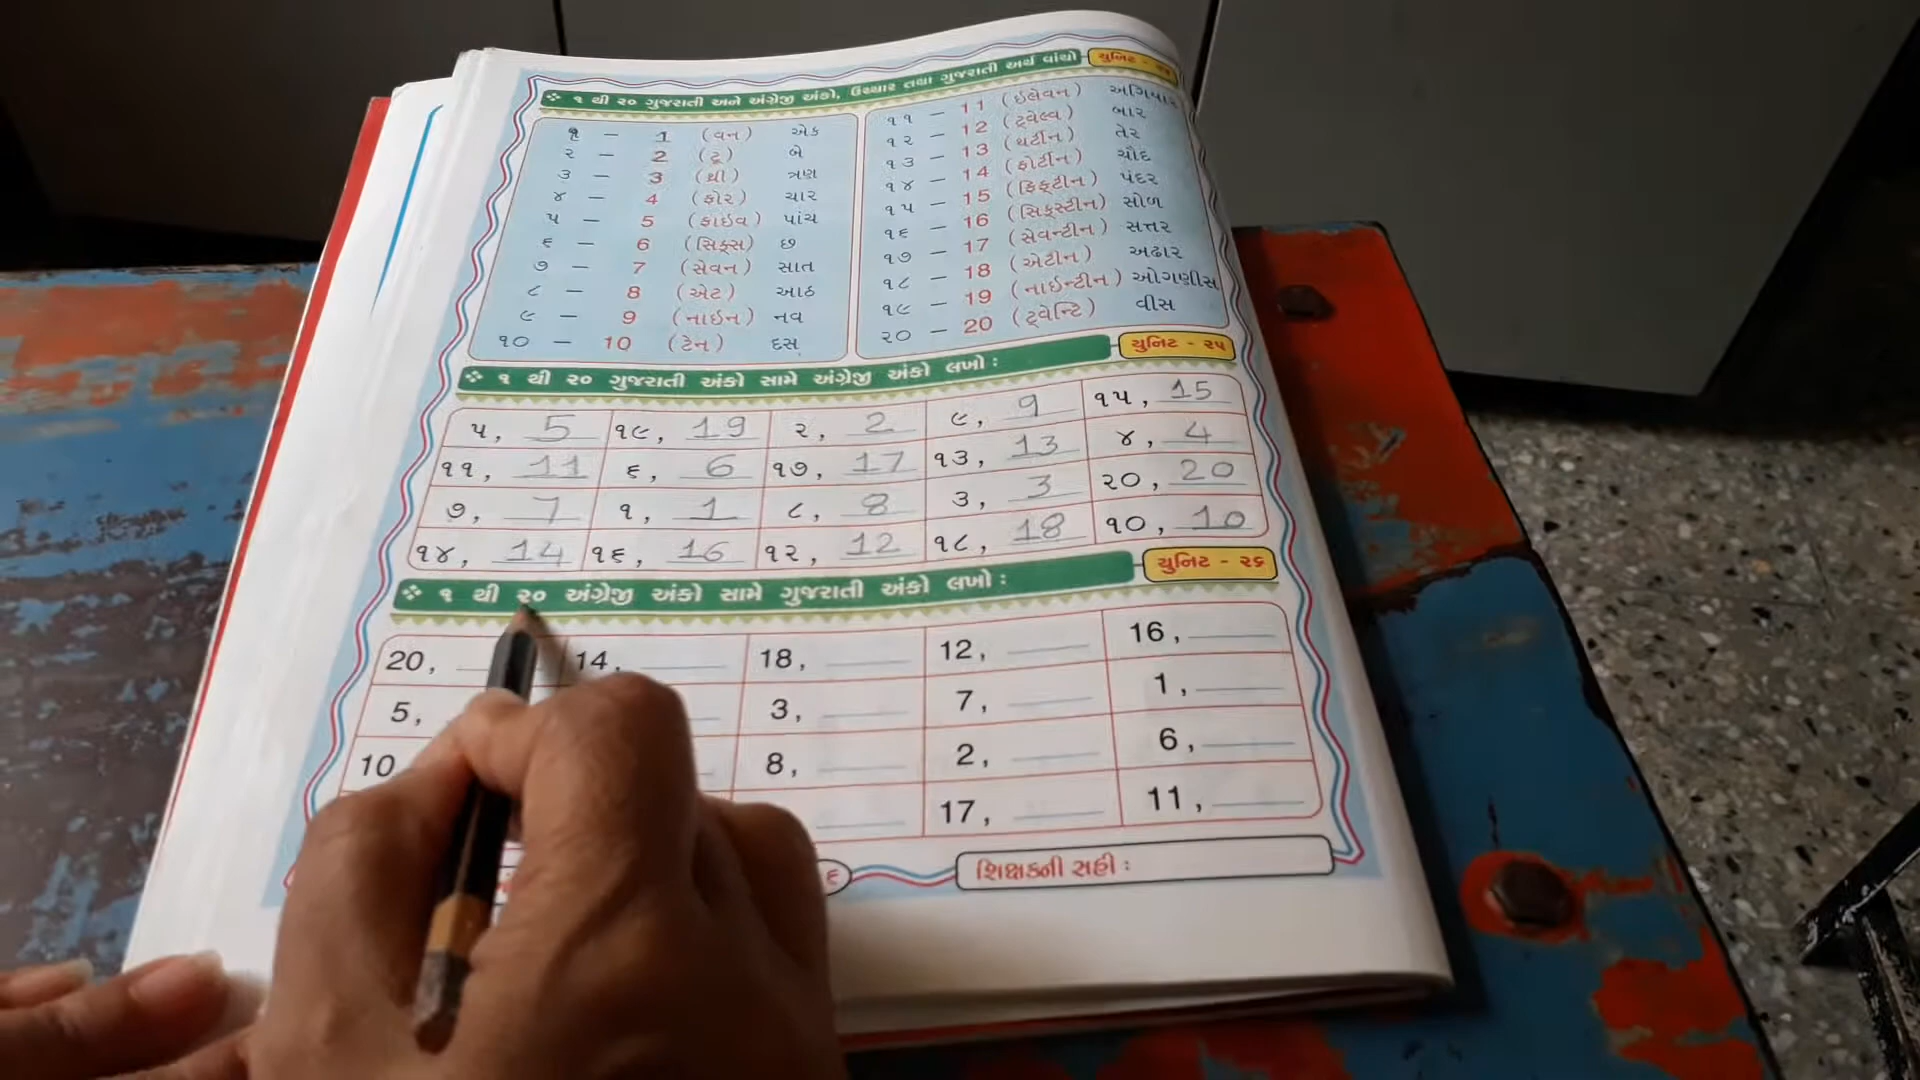 ❖ ૧ થી ૨૦ ગુજરાતી અને અંગ્રેજી અંકો, ઉચ્ચાર તથા ગુજરાતી અર્થ વાંચો
યુનિટ - ૨૪
૧ – 1 (વન) એક
૨ – 2 (ટૂ) બે
૩ – 3 (થ્રી) ત્રણ
૪ – 4 (ફોર) ચાર
૫ – 5 (ફાઇવ) પાંચ
૬ – 6 (સિક્સ) છ
૭ – 7 (સેવન) સાત
૮ – 8 (એટ) આઠ
૯ – 9 (નાઇન) નવ
૧૦ – 10 (ટેન) દસ
૧૧ – 11 (ઇલેવન) અગિયાર
૧૨ – 12 (ટ્વેલ્વ) બાર
૧૩ – 13 (થર્ટીન) તેર
૧૪ – 14 (ફોર્ટીન) ચૌદ
૧૫ – 15 (ફિફ્ટીન) પંદર
૧૬ – 16 (સિક્સ્ટીન) સોળ
૧૭ – 17 (સેવન્ટીન) સત્તર
૧૮ – 18 (એટીન) અઢાર
૧૯ – 19 (નાઇન્ટીન) ઓગણીસ
૨૦ – 20 (ટ્વેન્ટિ) વીસ
❖ ૧ થી ૨૦ ગુજરાતી અંકો સામે અંગ્રેજી અંકો લખો :
યુનિટ - ૨૫
૫, 5 ૧૯, 19 ૨, 2 ૯, 9 ૧૫, 15
૧૧, 11 ૬, 6 ૧૭, 17 ૧૩, 13 ૪, 4
૭, 7 ૧, 1 ૮, 8 ૩, 3 ૨૦, 20
૧૪, 14 ૧૬, 16 ૧૨, 12 ૧૮, 18 ૧૦, 10
❖ ૧ થી ૨૦ અંગ્રેજી અંકો સામે ગુજરાતી અંકો લખો :
યુનિટ - ૨૬
20, 14, 18, 12, 16,
5, 3, 7, 1,
10 8, 2, 6,
17, 11,
૬
શિક્ષકની સહી :